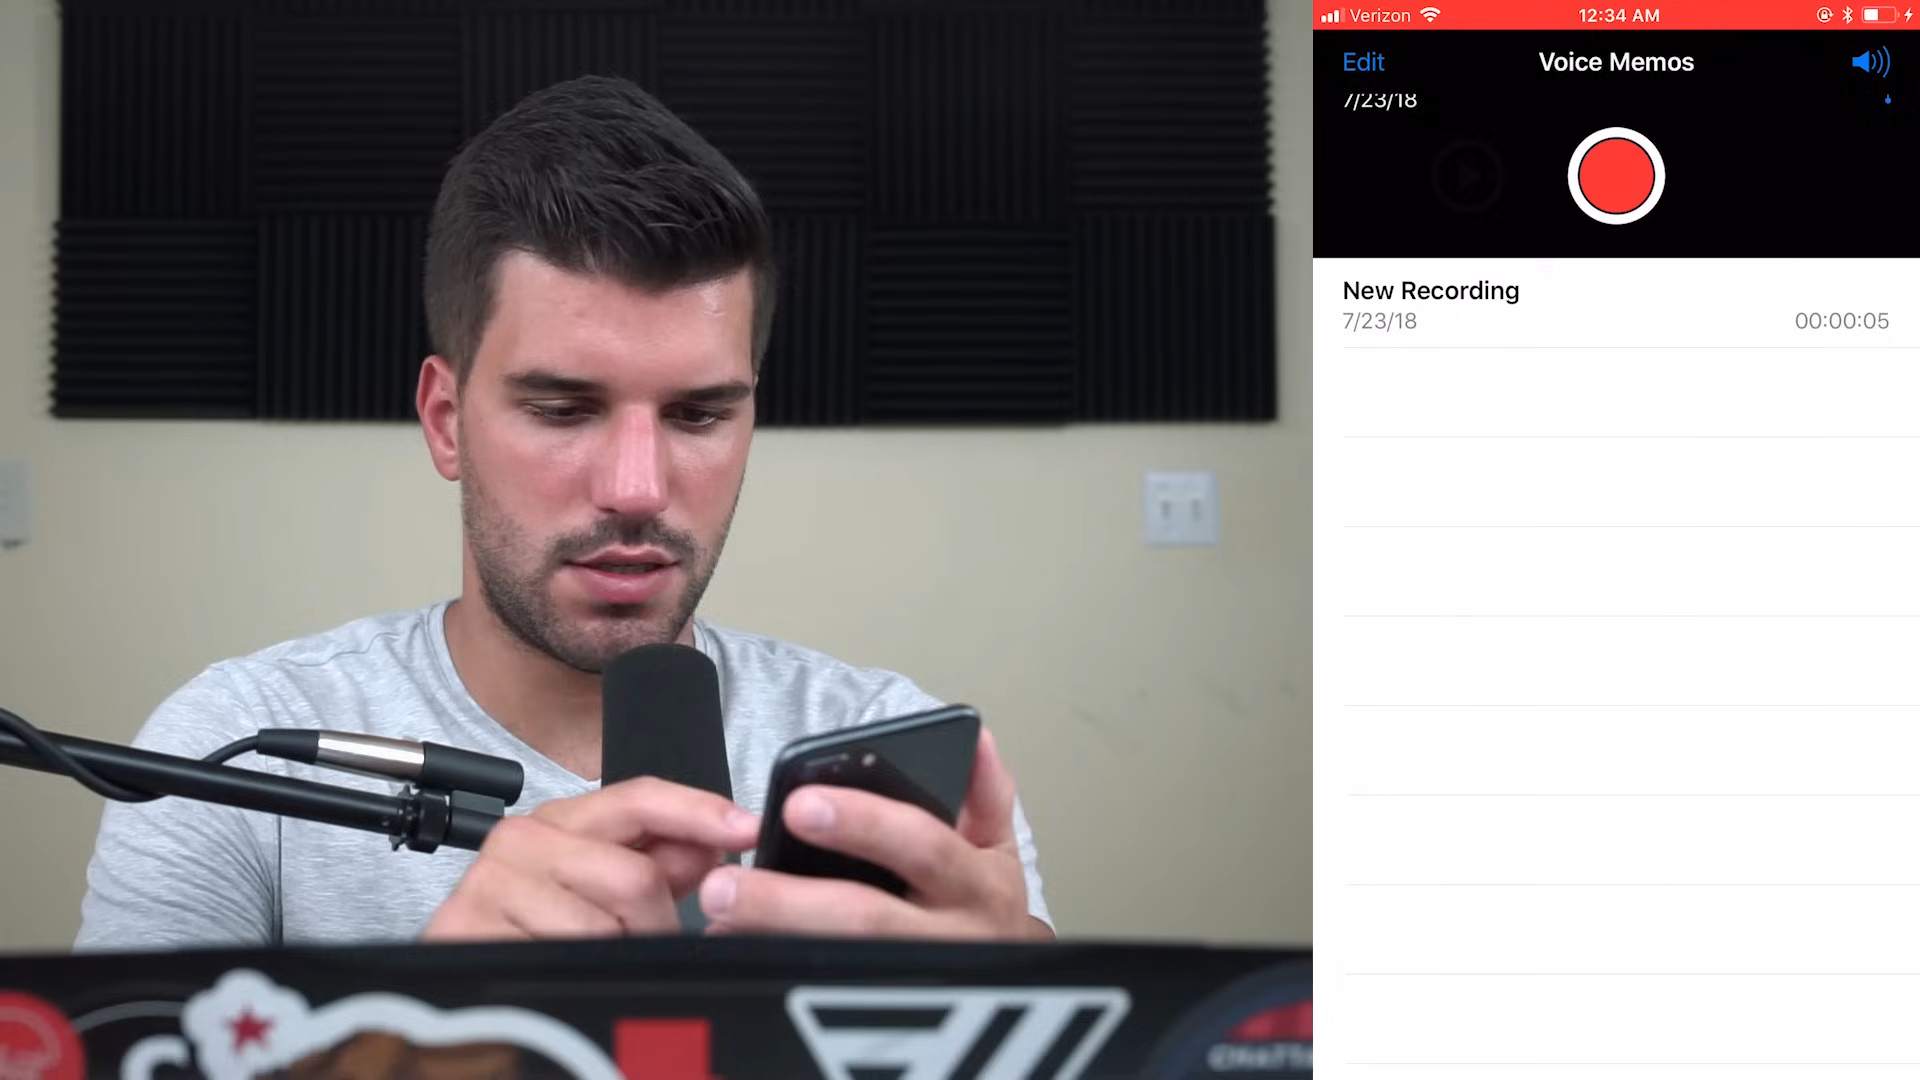 Verizon 12:34 AM
Edit Voice Memos
7/23/18
New Recording
7/23/18 00:00:05